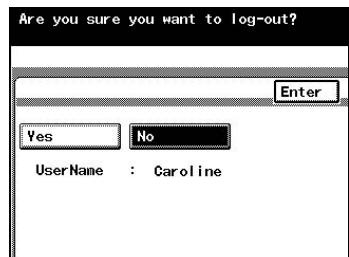 Are you sure you want to log-out?
Enter
Yes No
UserName : Caroline